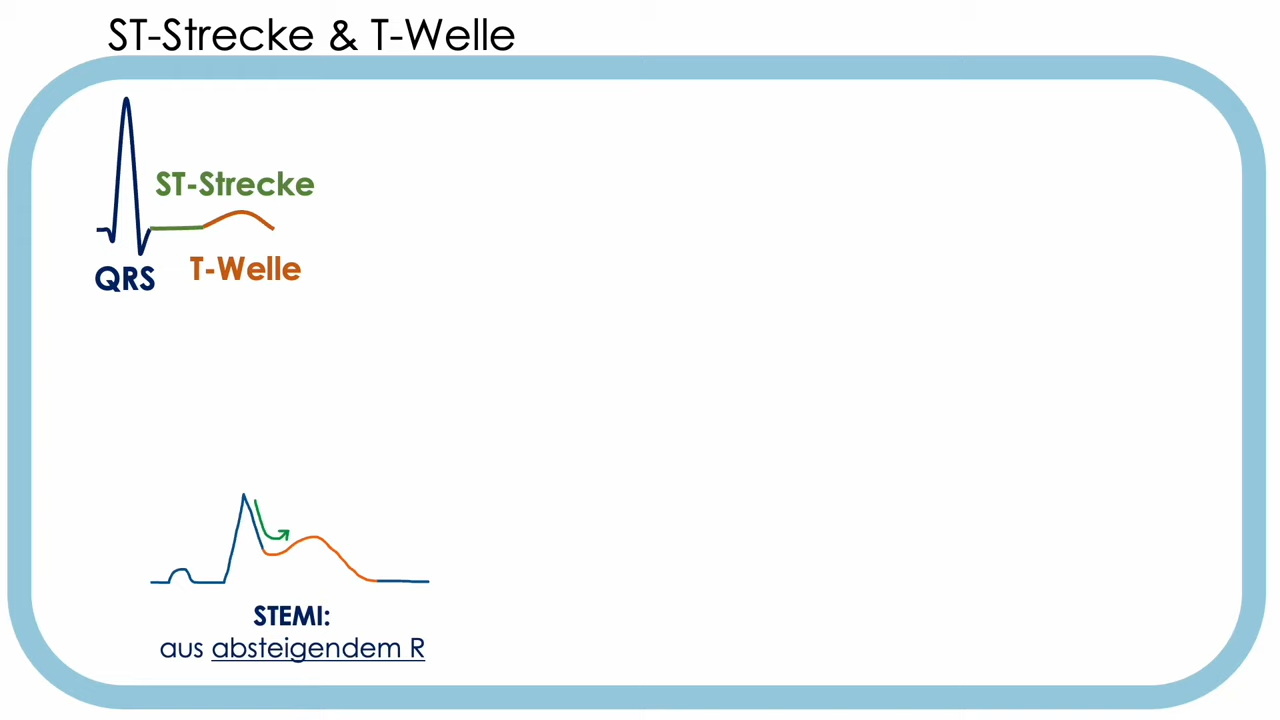 ST-Strecke & T-Welle
ST-Strecke
QRS
T-Welle
STEMI:
aus absteigendem R